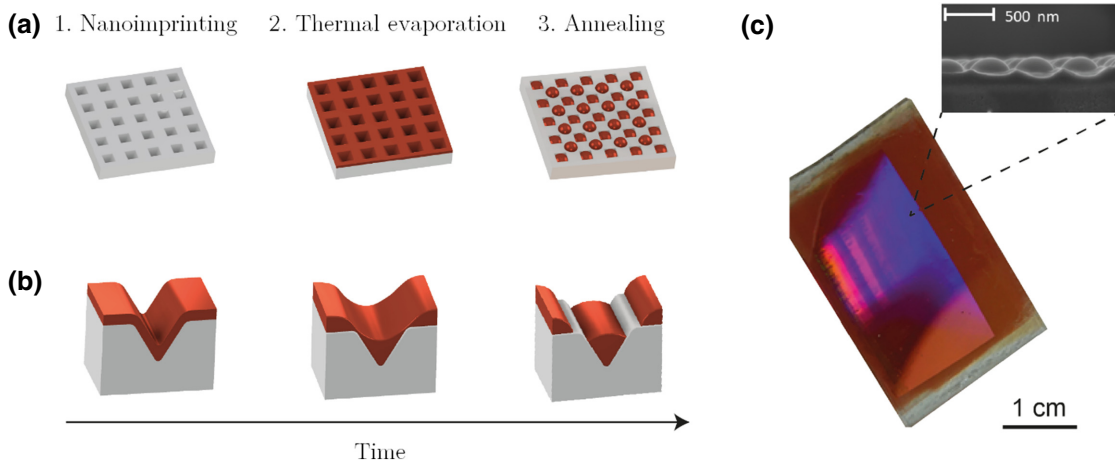 (a) 1. Nanoimprinting 2. Thermal evaporation 3. Annealing
(b)
Time
(c)
500 nm
1 cm